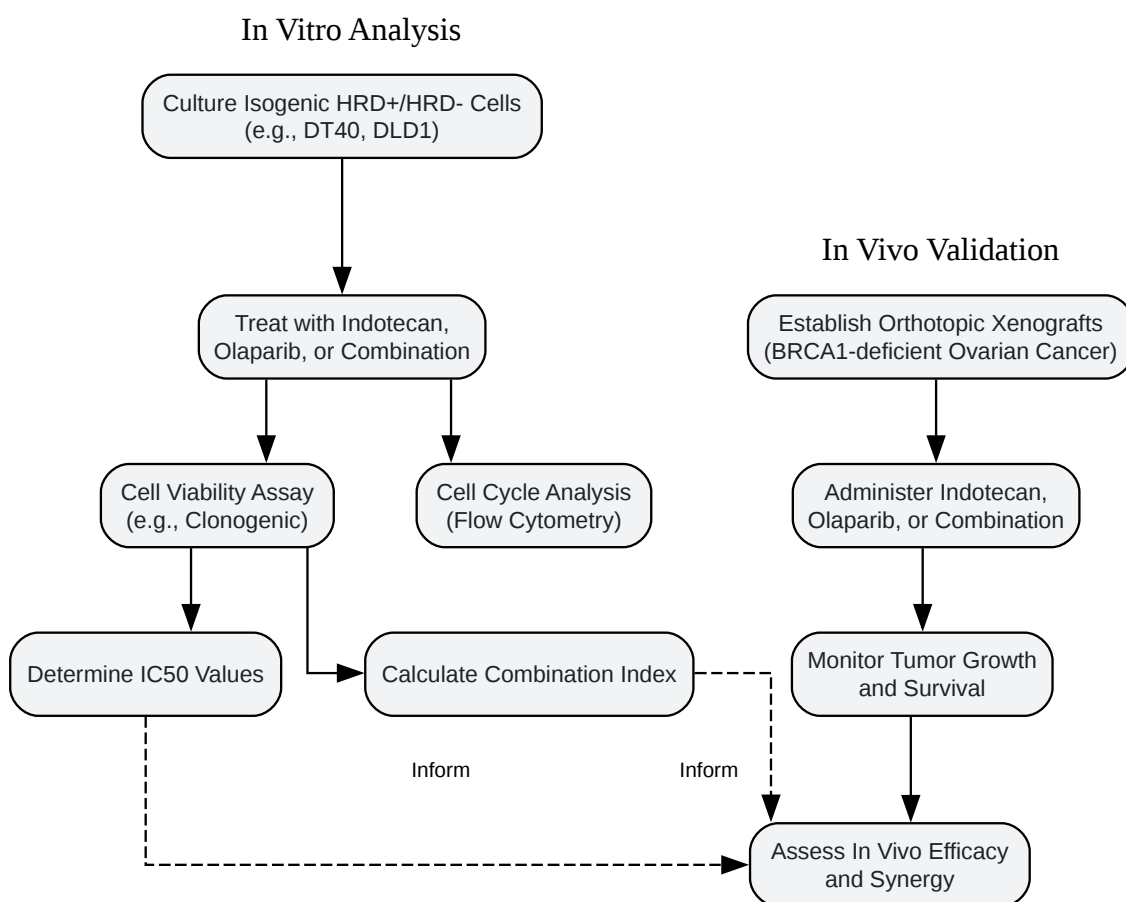 In Vitro Analysis
Culture Isogenic HRD+/HRD- Cells
(e.g., DT40, DLD1)
In Vivo Validation
Treat with Indotecan,
Olaparib, or Combination
Establish Orthotopic Xenografts
(BRCA1-deficient Ovarian Cancer)
Cell Viability Assay
(e.g., Clonogenic)
Cell Cycle Analysis
(Flow Cytometry)
Administer Indotecan,
Olaparib, or Combination
Determine IC50 Values
Calculate Combination Index
Monitor Tumor Growth
and Survival
Inform
Inform
Assess In Vivo Efficacy
and Synergy